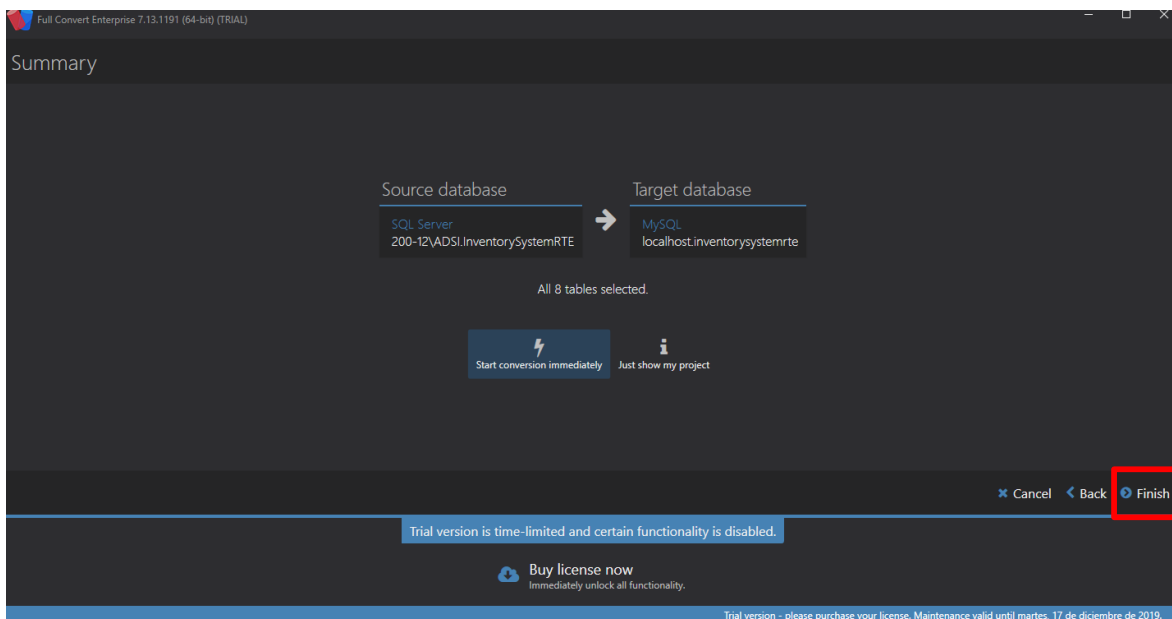 Full Convert Enterprise 7.13.1191 (64-bit) (TRIAL)
Summary
Source database
Target database
SQL Server
200-12\ADSI.InventorySystemRTE
MySQL
localhost.inventorysystemrte
All 8 tables selected.
Start conversion immediately
Just show my project
Cancel
Back
Finish
Trial version is time-limited and certain functionality is disabled.
Buy license now
Immediately unlock all functionality.
Trial version - please purchase your license. Maintenance valid until martes, 17 de diciembre de 2019.